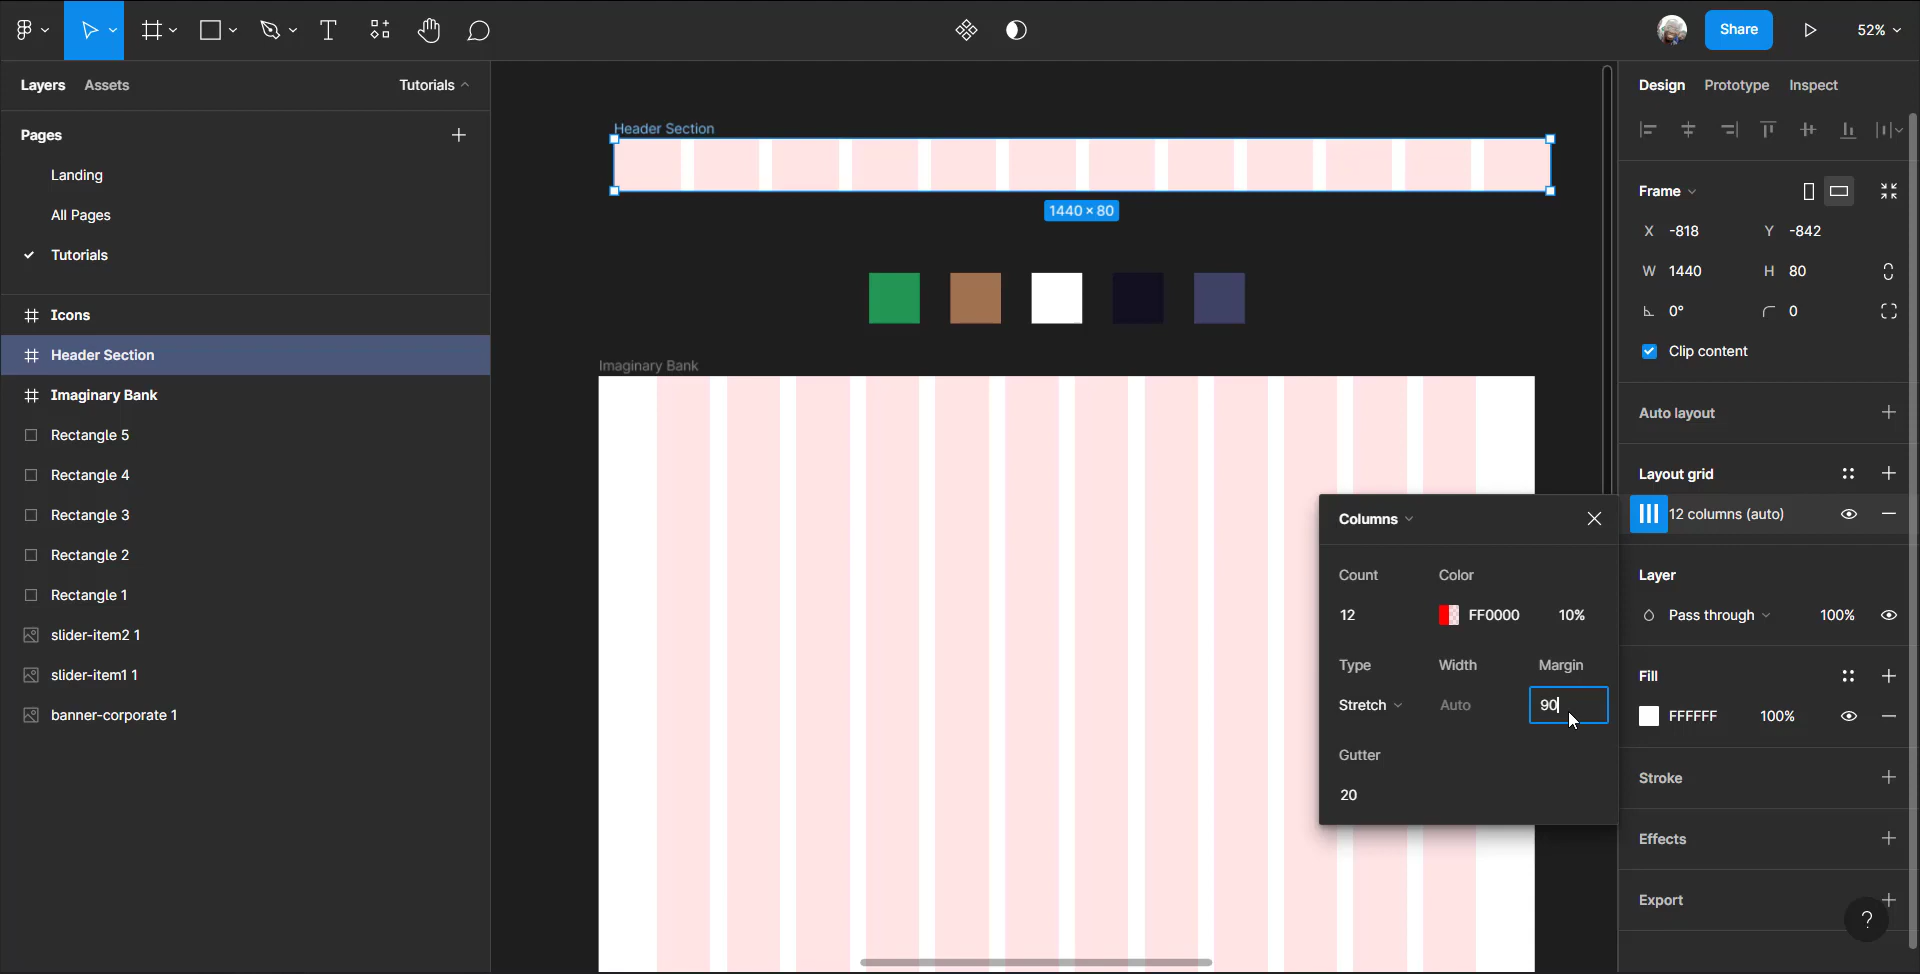 Share
52%
Layers
Assets
Tutorials
Pages
Landing
All Pages
Tutorials
Icons
Header Section
Imaginary Bank
Rectangle 5
Rectangle 4
Rectangle 3
Rectangle 2
Rectangle 1
slider-item2 1
slider-item1 1
banner-corporate 1
Header Section
1440 × 80
Imaginary Bank
Columns
Count
Color
12
FF0000
10%
Type
Width
Margin
Stretch
Auto
90
Gutter
20
Design
Prototype
Inspect
Frame
X -818
Y -842
W 1440
H 80
0°
0
Clip content
Auto layout
Layout grid
12 columns (auto)
Layer
Pass through
100%
Fill
FFFFFF
100%
Stroke
Effects
Export
?